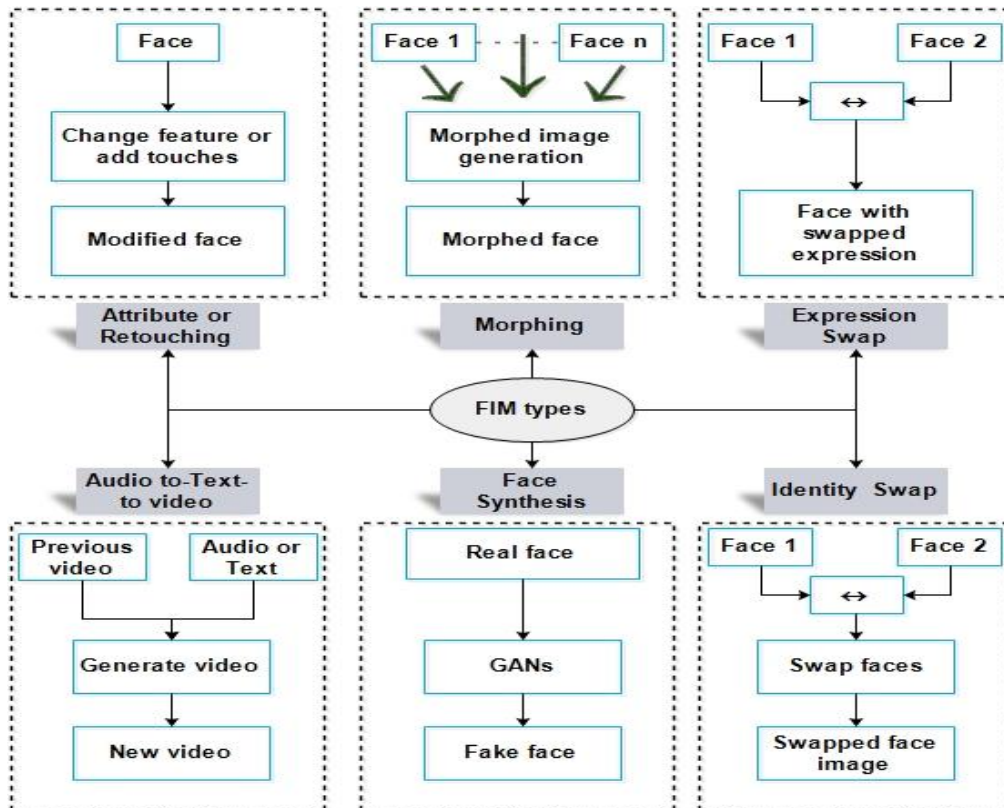 Face
Change feature or
add touches
Modified face
Attribute or
Retouching
Face 1
Face n
Morphed image
generation
Morphed face
Morphing
Face 1
Face 2
↔
Face with
swapped
expression
Expression
Swap
FIM types
Audio to-Text-
to video
Previous
video
Audio or
Text
Generate video
New video
Face
Synthesis
Real face
GANs
Fake face
Identity Swap
Face 1
Face 2
↔
Swap faces
Swapped face
image